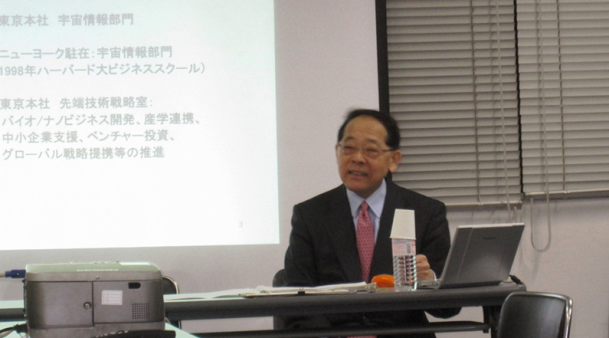 東京本社 宇宙情報部門
ニューヨーク駐在：宇宙情報部門
1998年ハーバード大ビジネススクール）
東京本社 先端技術戦略室：
バイオ/ナノビジネス開発、産学連携、
中小企業支援、ベンチャー投資、
グローバル戦略提携等の推進